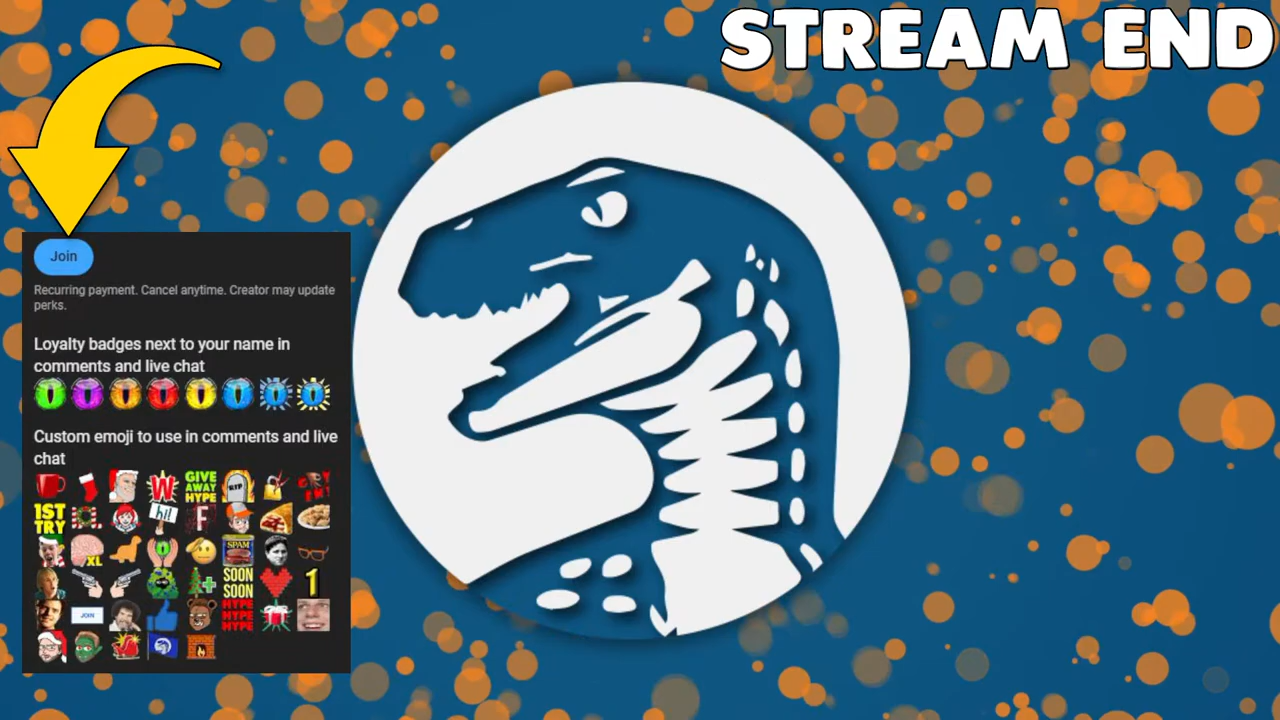 STREAM END
Join
Recurring payment. Cancel anytime. Creator may update
perks.
Loyalty badges next to your name in
comments and live chat
Custom emoji to use in comments and live
chat
W
GIVE
AWAY
HYPE
RIP
1ST
TRY
hi!
F
XL
SPAM
SOON
SOON
1
JOIN
HYPE
HYPE
HYPE